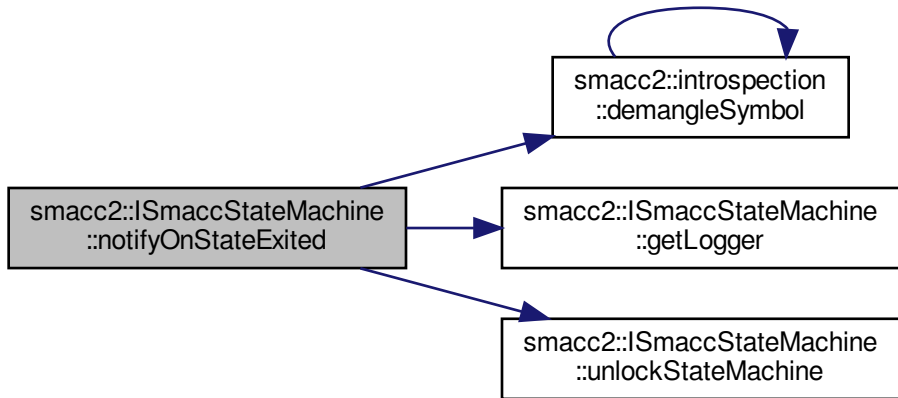 smacc2::introspection
::demangleSymbol
smacc2::ISmaccStateMachine
::notifyOnStateExited
smacc2::ISmaccStateMachine
::getLogger
smacc2::ISmaccStateMachine
::unlockStateMachine